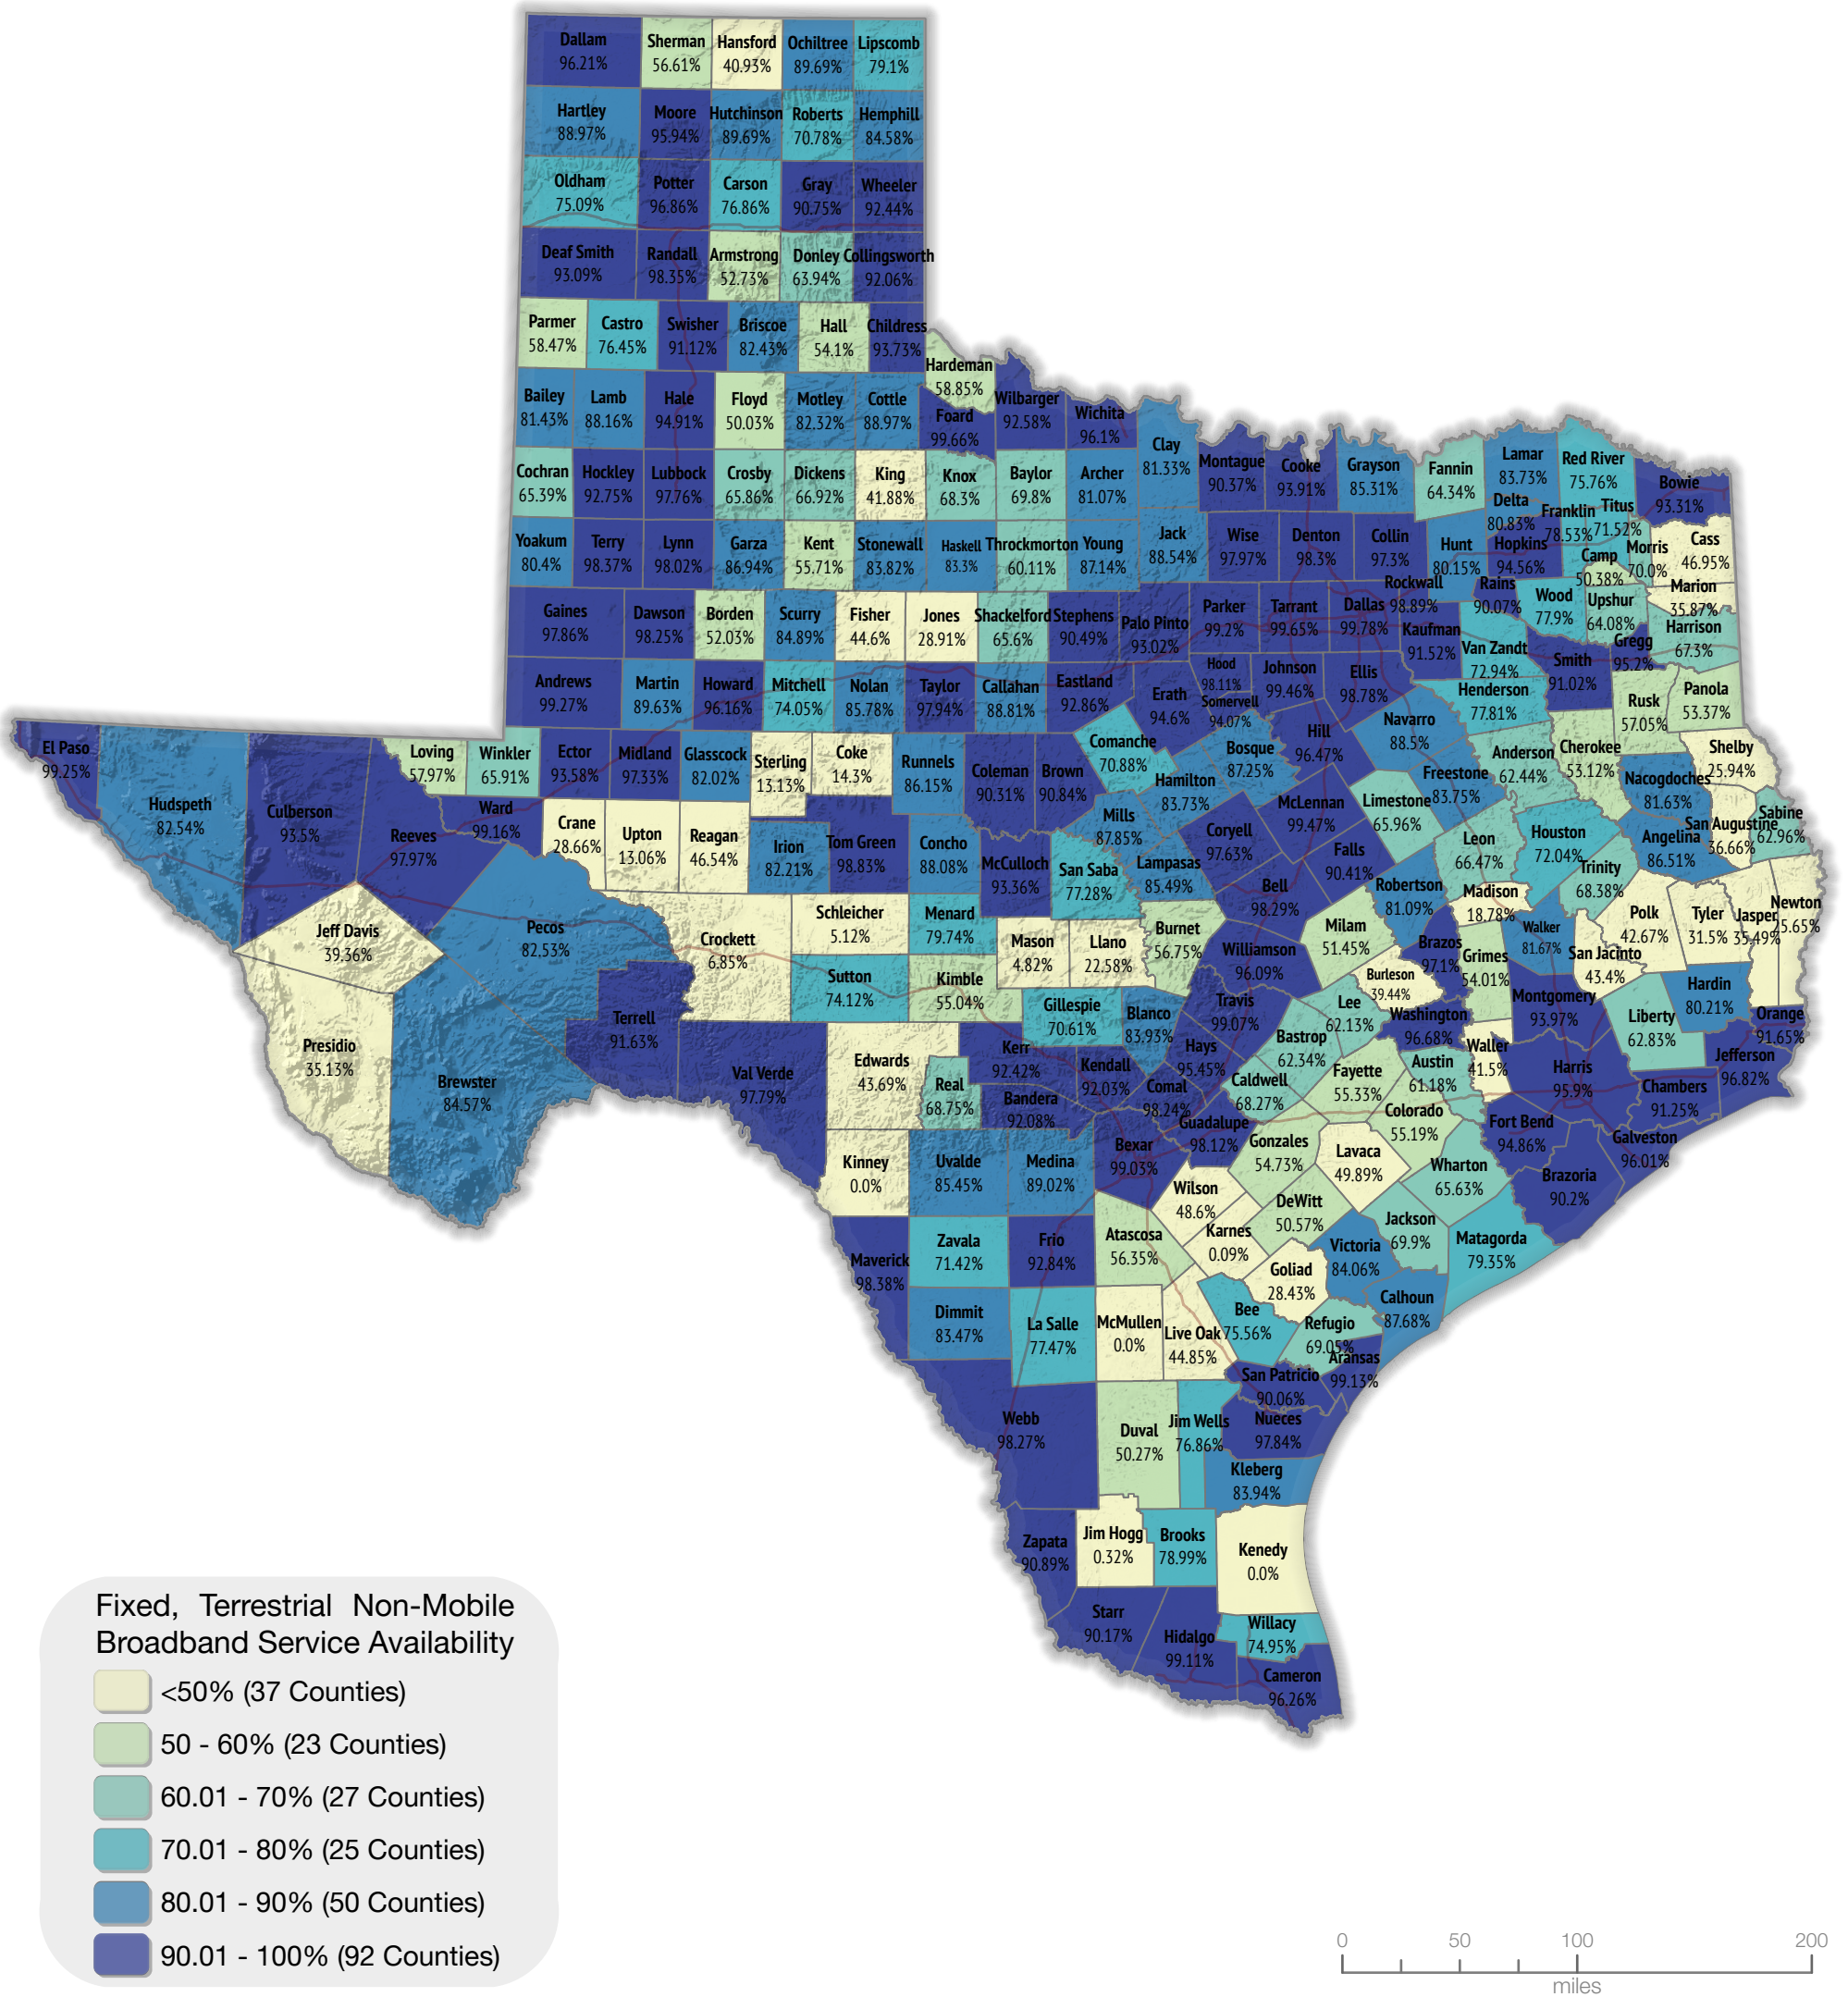 Dallam
96.21%
Sherman
56.61%
Hansford
40.93%
Ochiltree
89.69%
Lipscomb
79.1%
Hartley
88.97%
Moore
95.94%
Hutchinson
89.69%
Roberts
70.78%
Hemphill
84.58%
Oldham
75.09%
Potter
96.86%
Carson
76.86%
Gray
90.75%
Wheeler
92.44%
Deaf Smith
93.09%
Randall
98.35%
Armstrong
52.73%
Donley
63.94%
Collingsworth
92.06%
Parmer
58.47%
Castro
76.45%
Swisher
91.12%
Briscoe
82.43%
Hall
54.1%
Childress
93.73%
Hardeman
58.85%
Bailey
81.43%
Lamb
88.16%
Hale
94.91%
Floyd
50.03%
Motley
82.32%
Cottle
88.97%
Foard
99.66%
Wilbarger
92.58%
Wichita
96.1%
Clay
81.33%
Cochran
65.39%
Hockley
92.75%
Lubbock
97.76%
Crosby
65.86%
Dickens
66.92%
King
41.88%
Knox
68.3%
Baylor
69.8%
Archer
81.07%
Montague
90.37%
Cooke
93.91%
Grayson
85.31%
Fannin
64.34%
Lamar
83.73%
Red River
75.76%
Bowie
93.31%
Delta
80.83%
Franklin
78.53%
Titus
71.52%
Yoakum
80.4%
Terry
98.37%
Lynn
98.02%
Garza
86.94%
Kent
55.71%
Stonewall
83.82%
Haskell
83.3%
Throckmorton
60.11%
Young
87.14%
Jack
88.54%
Wise
97.97%
Denton
98.3%
Collin
97.3%
Hunt
80.15%
Hopkins
94.56%
Camp
50.38%
Morris
70.0%
Cass
46.95%
Marion
35.87%
Rockwall
98.89%
Rains
90.07%
Wood
77.9%
Upshur
64.08%
Harrison
67.3%
Gaines
97.86%
Dawson
98.25%
Borden
52.03%
Scurry
84.89%
Fisher
44.6%
Jones
28.91%
Shackelford
65.6%
Stephens
90.49%
Palo Pinto
93.02%
Parker
99.2%
Tarrant
99.65%
Dallas
99.78%
Kaufman
91.52%
Van Zandt
72.94%
Smith
91.02%
Gregg
95.2%
Andrews
99.27%
Martin
89.63%
Howard
96.16%
Mitchell
74.05%
Nolan
85.78%
Taylor
97.94%
Callahan
88.81%
Eastland
92.86%
Erath
94.6%
Hood
98.11%
Somervell
94.07%
Johnson
99.46%
Ellis
98.78%
Henderson
77.81%
Rusk
57.05%
Panola
53.37%
El Paso
99.25%
Hudspeth
82.54%
Culberson
93.5%
Reeves
97.97%
Loving
57.97%
Winkler
65.91%
Ector
93.58%
Midland
97.33%
Glasscock
82.02%
Sterling
13.13%
Coke
14.3%
Runnels
86.15%
Coleman
90.31%
Brown
90.84%
Comanche
70.88%
Hamilton
83.73%
Bosque
87.25%
Hill
96.47%
Navarro
88.5%
Freestone
83.75%
Anderson
62.44%
Cherokee
53.12%
Nacogdoches
81.63%
Shelby
25.94%
Ward
99.16%
Crane
28.66%
Upton
13.06%
Reagan
46.54%
Irion
82.21%
Tom Green
98.83%
Concho
88.08%
McCulloch
93.36%
San Saba
77.28%
Mills
87.85%
Lampasas
85.49%
Coryell
97.63%
McLennan
99.47%
Limestone
65.96%
Falls
90.41%
Leon
66.47%
Houston
72.04%
Trinity
68.38%
Angelina
86.51%
San Augustine
36.66%
Sabine
62.96%
Jeff Davis
39.36%
Pecos
82.53%
Crockett
6.85%
Schleicher
5.12%
Menard
79.74%
Mason
4.82%
Llano
22.58%
Burnet
56.75%
Bell
98.29%
Williamson
96.09%
Milam
51.45%
Robertson
81.09%
Madison
18.78%
Brazos
97.1%
Grimes
54.01%
Walker
81.67%
San Jacinto
43.4%
Polk
42.67%
Tyler
31.5%
Jasper
35.49%
Newton
25.65%
Presidio
35.13%
Brewster
84.57%
Terrell
91.63%
Val Verde
97.79%
Sutton
74.12%
Kimble
55.04%
Gillespie
70.61%
Blanco
83.93%
Travis
99.07%
Burleson
39.44%
Lee
62.13%
Washington
96.68%
Montgomery
93.97%
Liberty
62.83%
Hardin
80.21%
Orange
91.65%
Edwards
43.69%
Real
68.75%
Kerr
92.42%
Kendall
92.03%
Bandera
92.08%
Hays
95.45%
Comal
98.24%
Bastrop
62.34%
Caldwell
68.27%
Fayette
55.33%
Austin
61.18%
Waller
41.5%
Harris
95.9%
Jefferson
96.82%
Chambers
91.25%
Guadalupe
98.12%
Colorado
55.19%
Fort Bend
94.86%
Galveston
96.01%
Kinney
0.0%
Uvalde
85.45%
Medina
89.02%
Bexar
99.03%
Gonzales
54.73%
Lavaca
49.89%
Wharton
65.63%
Brazoria
90.2%
Wilson
48.6%
DeWitt
50.57%
Jackson
69.9%
Matagorda
79.35%
Maverick
98.38%
Zavala
71.42%
Frio
92.84%
Atascosa
56.35%
Karnes
0.09%
Goliad
28.43%
Victoria
84.06%
Calhoun
87.68%
Dimmit
83.47%
La Salle
77.47%
McMullen
0.0%
Live Oak
44.85%
Bee
75.56%
Refugio
69.05%
Aransas
99.13%
San Patricio
90.06%
Webb
98.27%
Duval
50.27%
Jim Wells
76.86%
Nueces
97.84%
Kleberg
83.94%
Zapata
90.89%
Jim Hogg
0.32%
Brooks
78.99%
Kenedy
0.0%
Starr
90.17%
Hidalgo
99.11%
Willacy
74.95%
Cameron
96.26%
Fixed, Terrestrial Non-Mobile
Broadband Service Availability
<50% (37 Counties)
50 - 60% (23 Counties)
60.01 - 70% (27 Counties)
70.01 - 80% (25 Counties)
80.01 - 90% (50 Counties)
90.01 - 100% (92 Counties)
0 50 100 200
miles